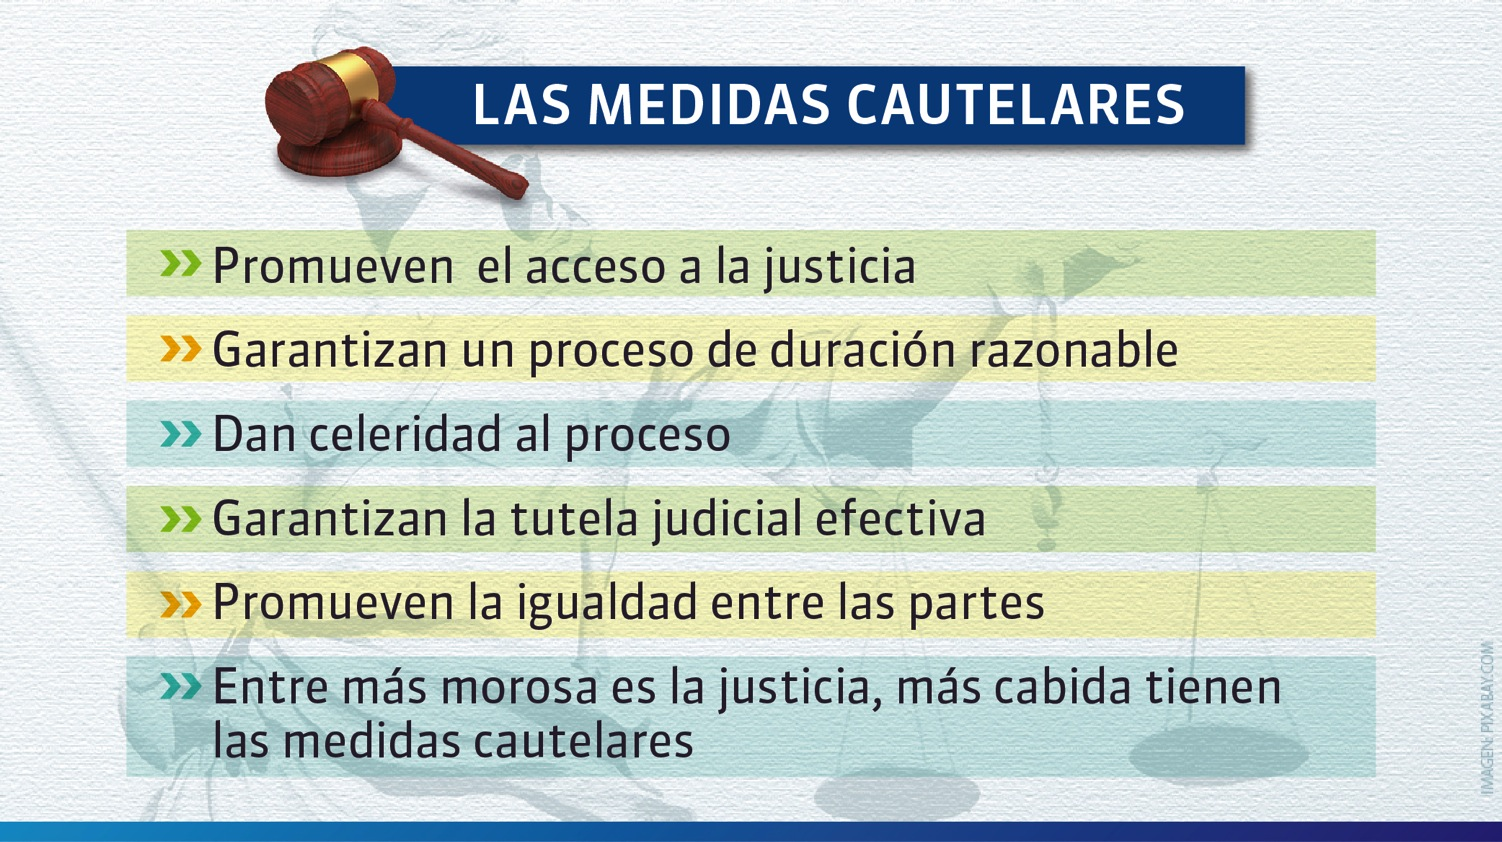 LAS MEDIDAS CAUTELARES
Promueven el acceso a la justicia
Garantizan un proceso de duración razonable
Dan celeridad al proceso
Garantizan la tutela judicial efectiva
Promueven la igualdad entre las partes
Entre más morosa es la justicia, más cabida tienen
las medidas cautelares
IMAGEN: PIXABAY.COM